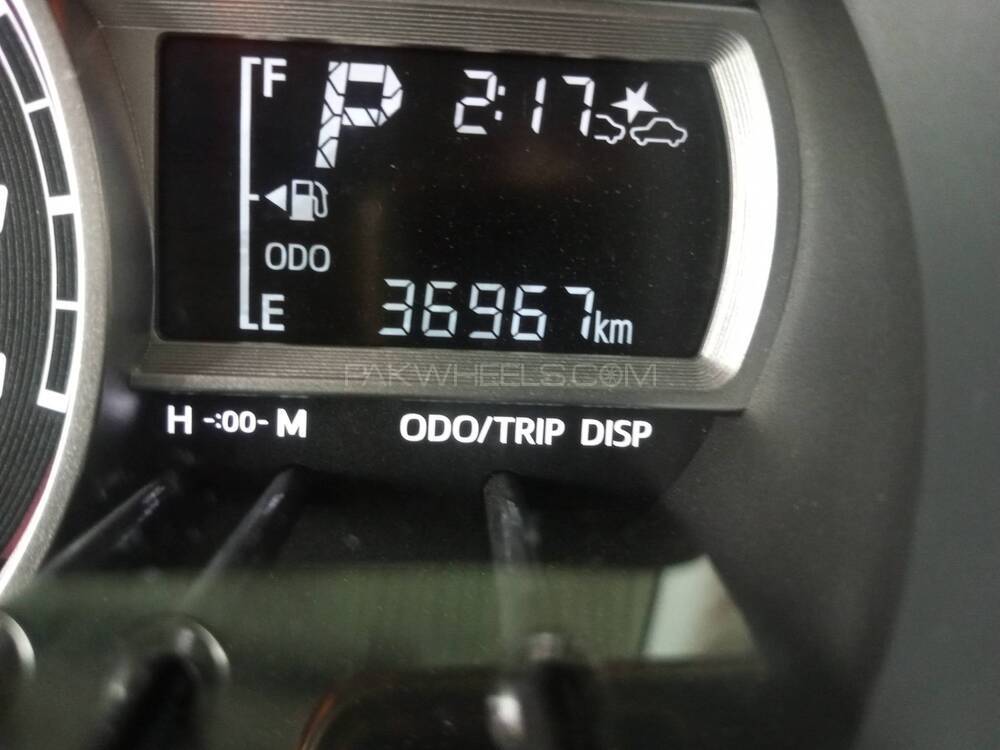 F P 2:17
ODO
E 36967km
PAKWHEELS.COM
H -:00- M ODO/TRIP DISP